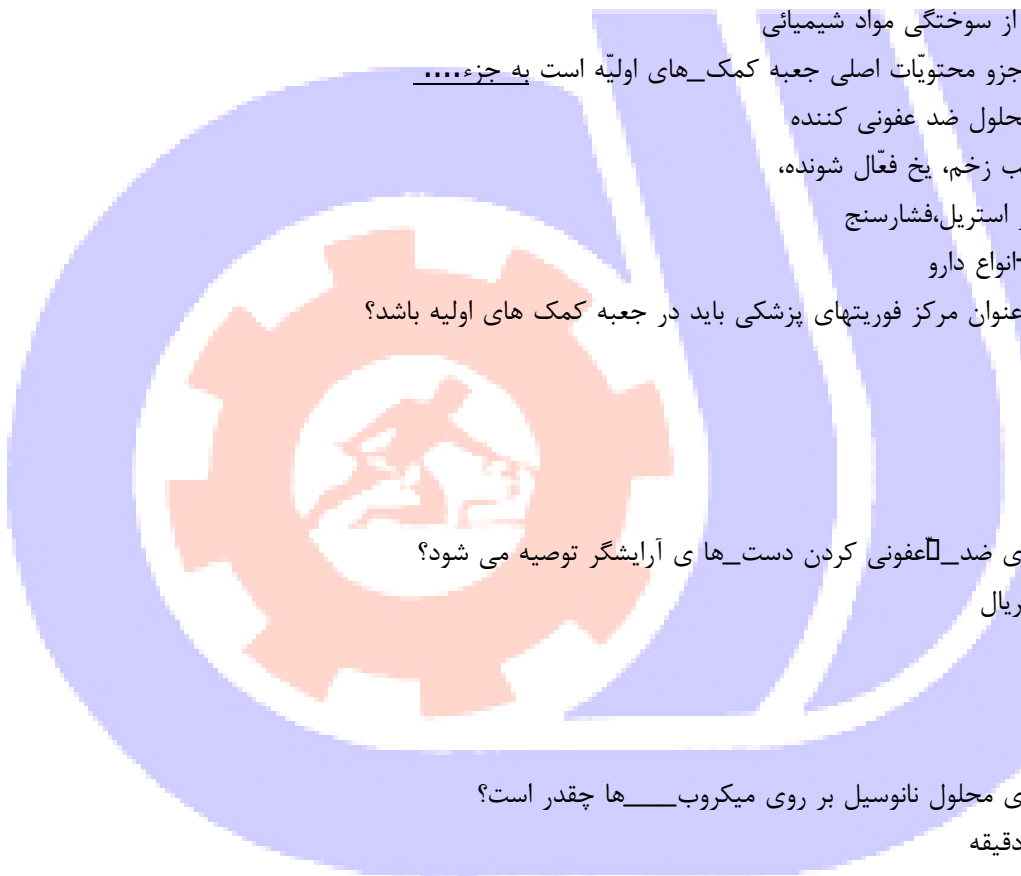 از سوختگی مواد شیمیائی
جزو محتویّات اصلی جعبه کمک_های اولیّه است به جزء....
حلول ضد عفونی کننده
ب زخم، یخ فعّال شونده،
استریل،فشارسنج
انواع دارو
عنوان مرکز فوریتهای پزشکی باید در جعبه کمک های اولیه باشد؟
ی ضد_عفونی کردن دست_ها ی آرایشگر توصیه می شود؟
ریال
ی محلول نانوسیل بر روی میکروب____ها چقدر است؟
دقیقه